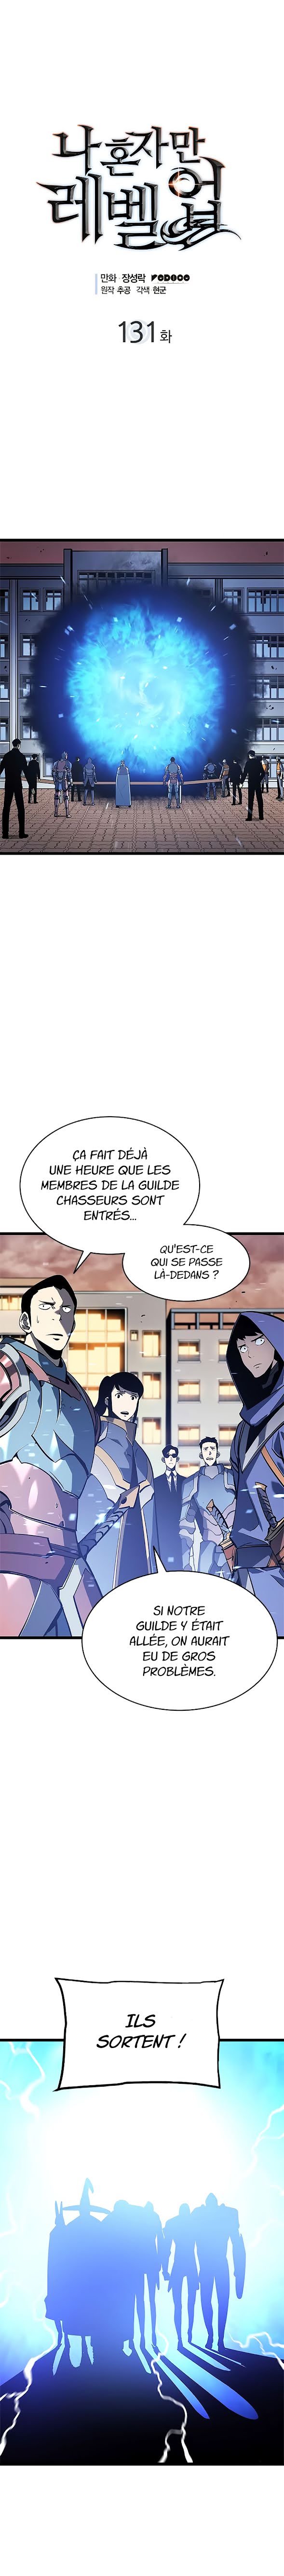 나 혼자만
레벨업
만화 장성락 REDICE
원작 추공 각색 현군
131화
ÇA FAIT DÉJÀ
UNE HEURE QUE LES
MEMBRES DE LA GUILDE
CHASSEURS SONT
ENTRÉS...
QU'EST-CE
QUI SE PASSE
LÀ-DEDANS ?
SI NOTRE
GUILDE Y ÉTAIT
ALLÉE, ON AURAIT
EU DE GROS
PROBLÈMES.
ILS
SORTENT !